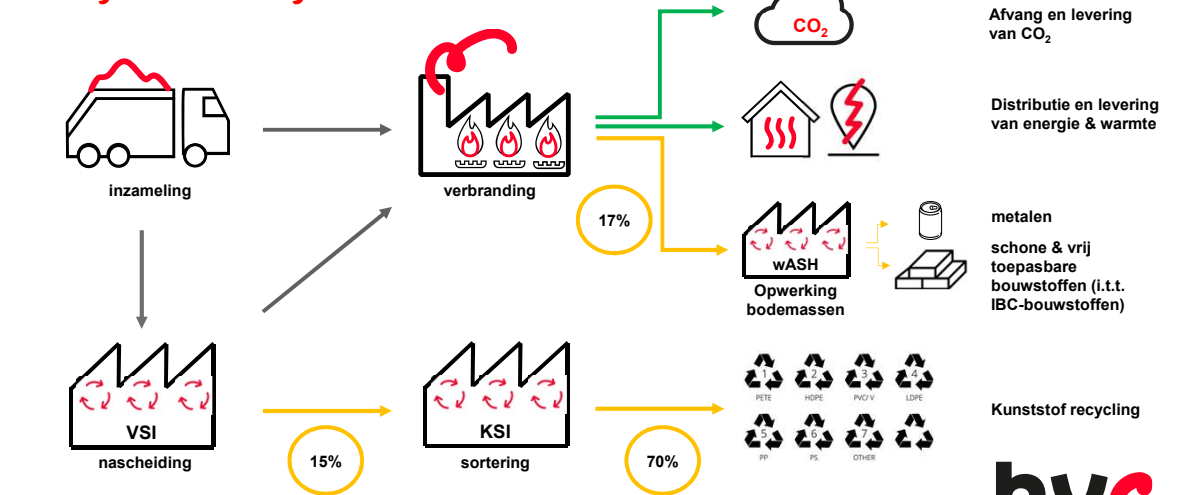 CO2
Afvang en levering
van CO2
Distributie en levering
van energie & warmte
inzameling
verbranding
17%
metalen
schone & vrij
toepasbare
bouwstoffen (i.t.t.
IBC-bouwstoffen)
wASH
Opwerking
bodemassen
VSI
nascheiding
15%
KSI
sortering
70%
1
PETE
2
HDPE
3
PVC/ V
4
LDPE
5
PP
6
PS
7
OTHER
Kunststof recycling
hvc